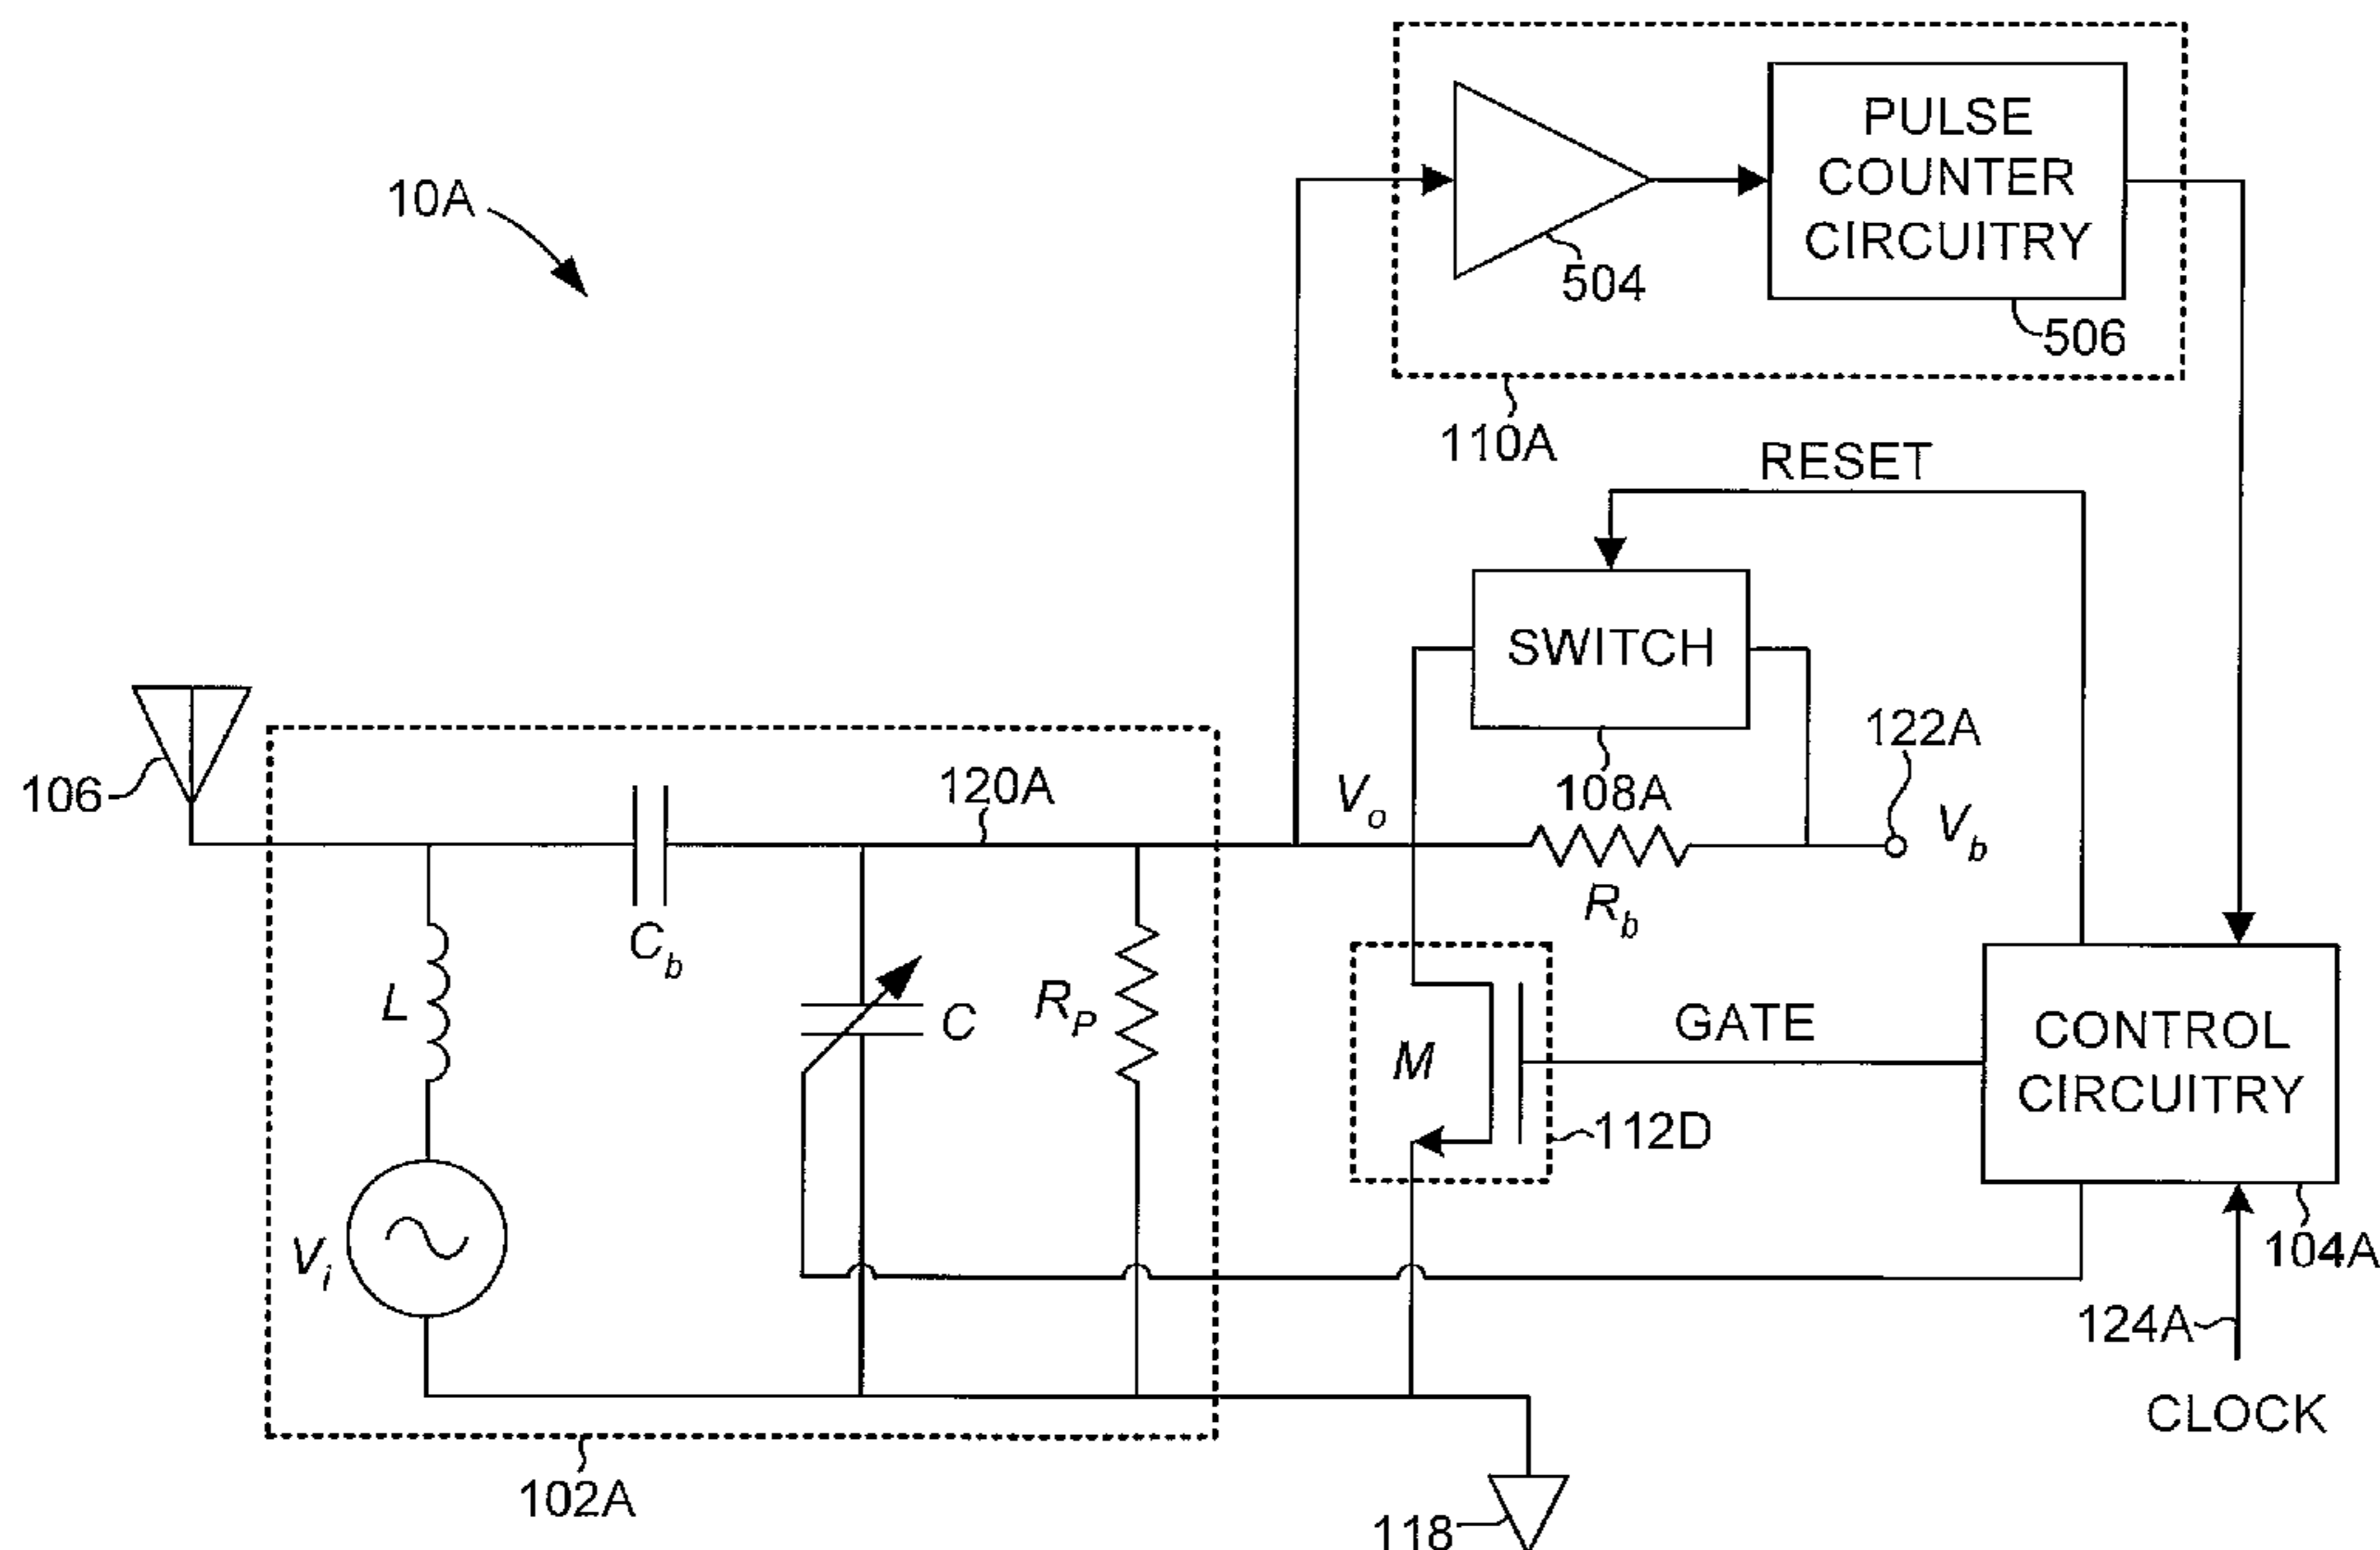 10A
PULSE
COUNTER
CIRCUITRY
504
506
110A
RESET
SWITCH
122A
106
120A
Vo
108A
Vb
Cb
Rb
L
C
RP
M
GATE
CONTROL
CIRCUITRY
112D
Vi
104A
124A
CLOCK
102A
118